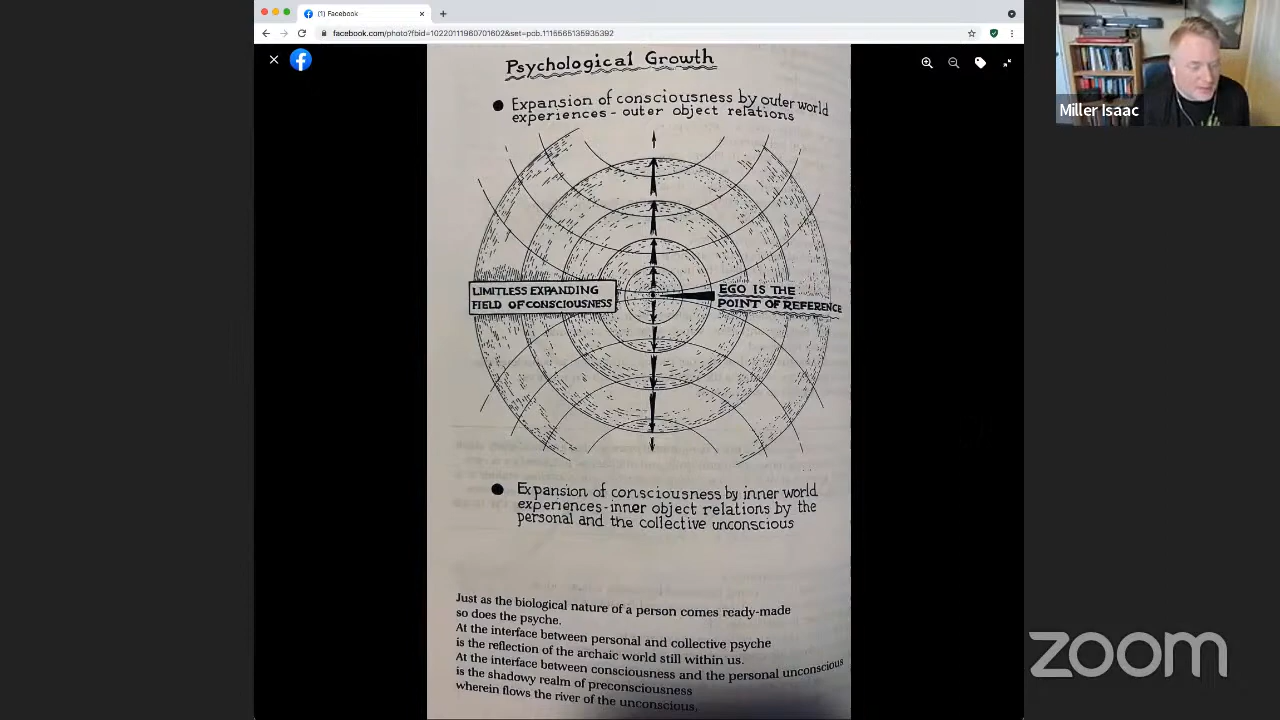 (1) Facebook
facebook.com/photo?fbid=10220111980701602&set=pcb.1115565135935392
Psychological Growth
Expansion of consciousness by outer world
experiences - outer object relations
LIMITLESS EXPANDING
FIELD OF CONSCIOUSNESS
EGO IS THE
POINT OF REFERENCE
Expansion of consciousness by inner world
experiences - inner object relations by the
personal and the collective unconscious
Just as the biological nature of a person comes ready-made
so does the psyche.
At the interface between personal and collective psyche
is the reflection of the archaic world still within us.
At the interface between consciousness and the personal unconscious
is the shadowy realm of preconsciousness
wherein flows the river of the unconscious,
Miller Isaac
zoom